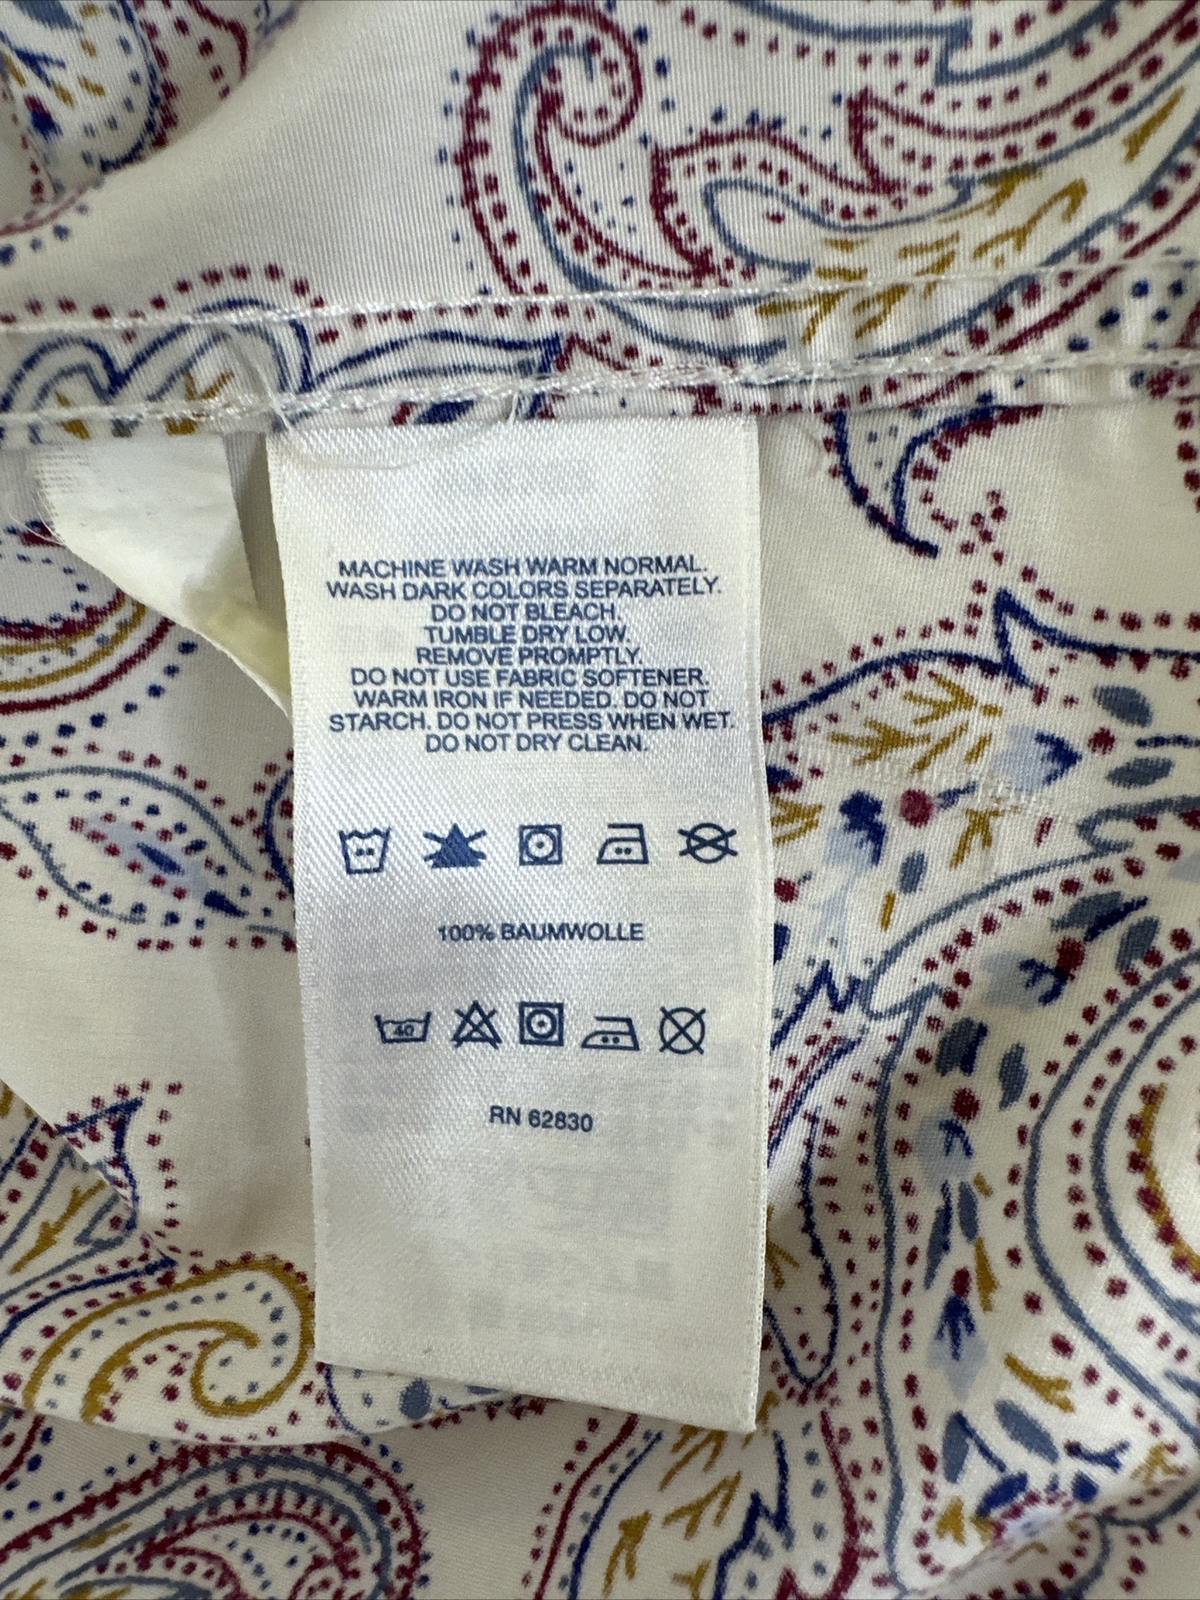 MACHINE WASH WARM NORMAL.
WASH DARK COLORS SEPARATELY.
DO NOT BLEACH.
TUMBLE DRY LOW.
REMOVE PROMPTLY.
DO NOT USE FABRIC SOFTENER.
WARM IRON IF NEEDED. DO NOT
STARCH. DO NOT PRESS WHEN WET.
DO NOT DRY CLEAN.
100% BAUMWOLLE
40
RN 62830